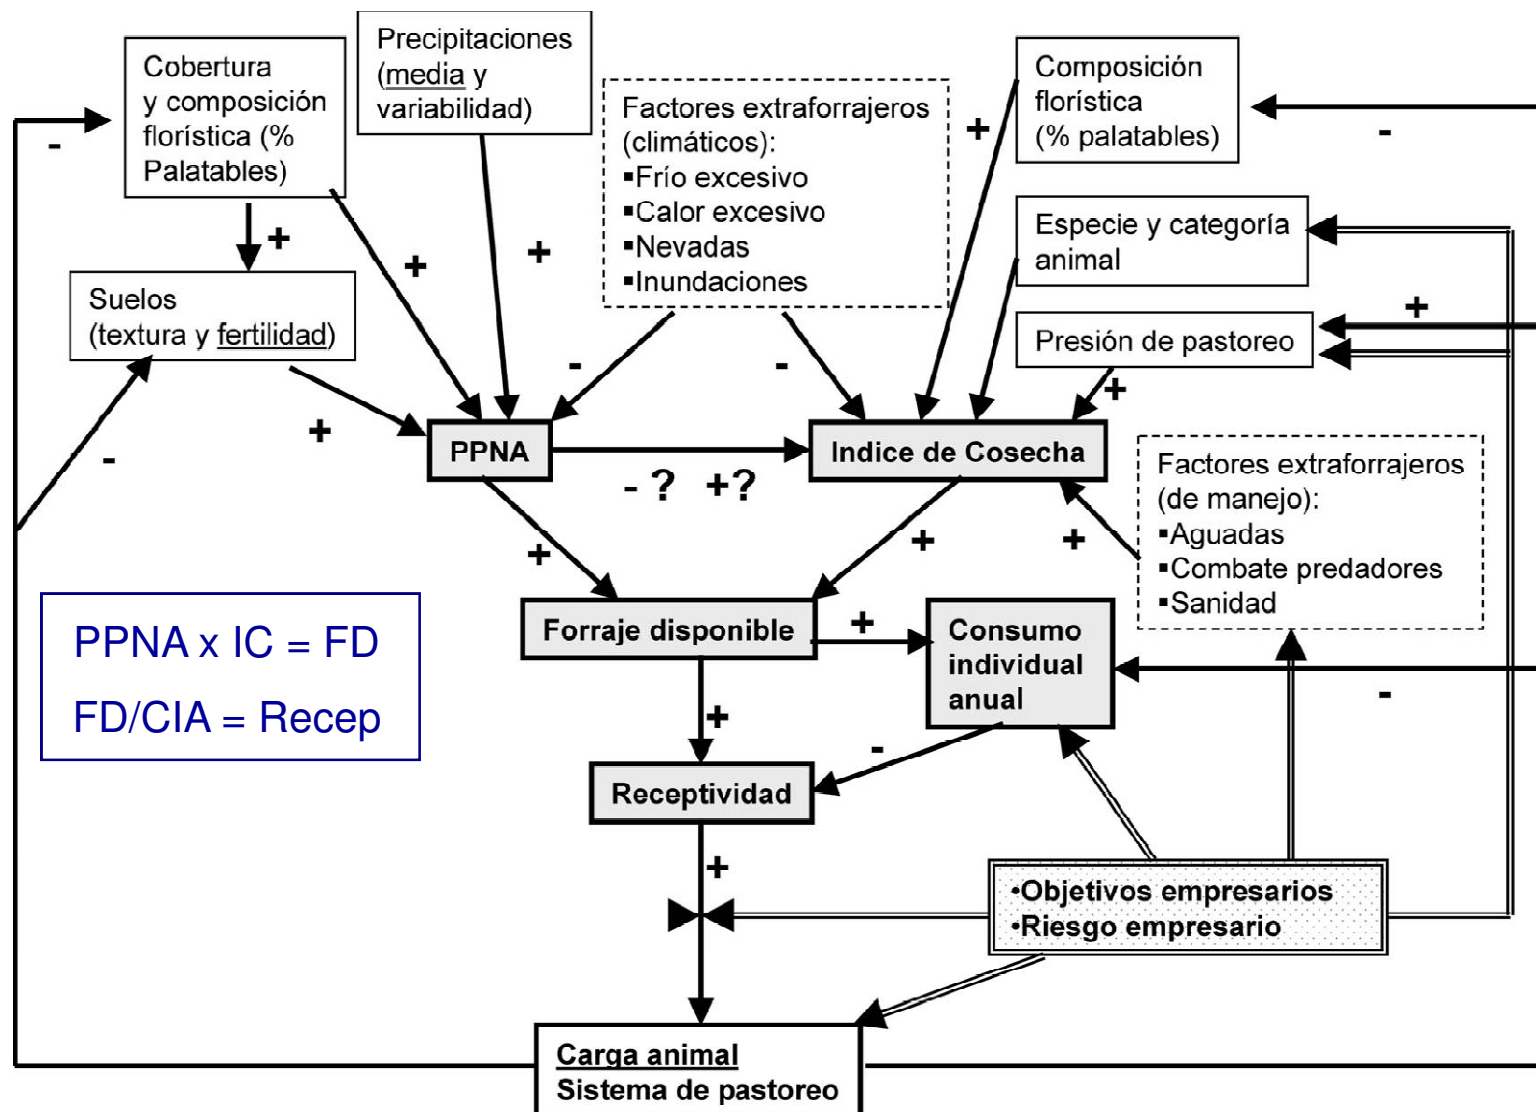 Cobertura
y composición
florística (%
Palatables)
Precipitaciones
(media y
variabilidad)
Factores extraforrajeros
(climáticos):
▪Frío excesivo
▪Calor excesivo
▪Nevadas
▪Inundaciones
Composición
florística
(% palatables)
-
+
-
Especie y categoría
animal
+
+
+
Suelos
(textura y fertilidad)
+
Presión de pastoreo
-
-
+
+
-
PPNA
Indice de Cosecha
- ? +?
Factores extraforrajeros
(de manejo):
▪Aguadas
▪Combate predadores
▪Sanidad
+
+
+
PPNA x IC = FD
FD/CIA = Recep
Forraje disponible
+
Consumo
individual
anual
+
-
-
Receptividad
+
•Objetivos empresarios
•Riesgo empresario
Carga animal
Sistema de pastoreo